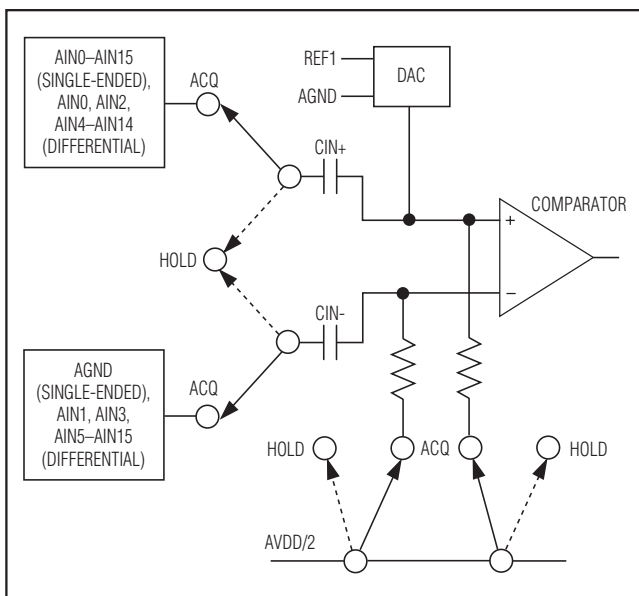 AIN0–AIN15
(SINGLE-ENDED),
AIN0, AIN2,
AIN4–AIN14
(DIFFERENTIAL)
ACQ
REF1
AGND
DAC
CIN+
COMPARATOR
+
−
HOLD
CIN-
AGND
(SINGLE-ENDED),
AIN1, AIN3,
AIN5–AIN15
(DIFFERENTIAL)
ACQ
HOLD
ACQ
HOLD
AVDD/2